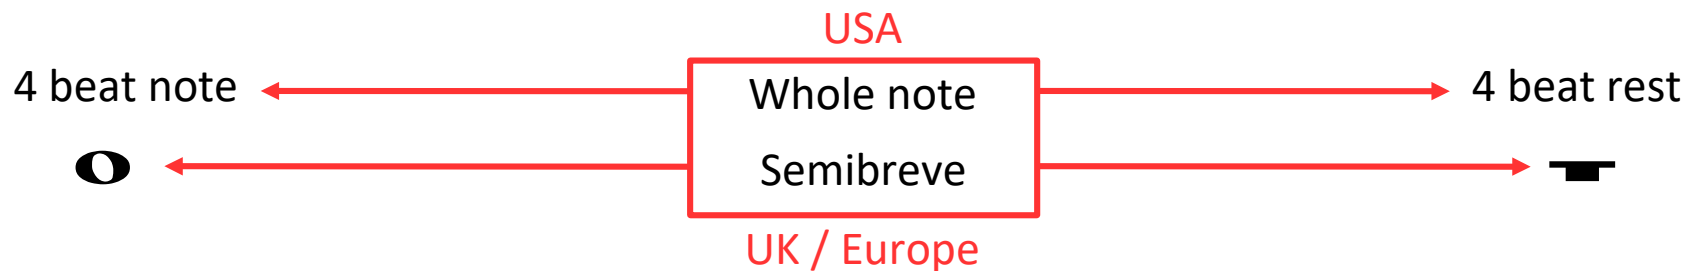 USA
4 beat note
Whole note
4 beat rest
Semibreve
UK / Europe